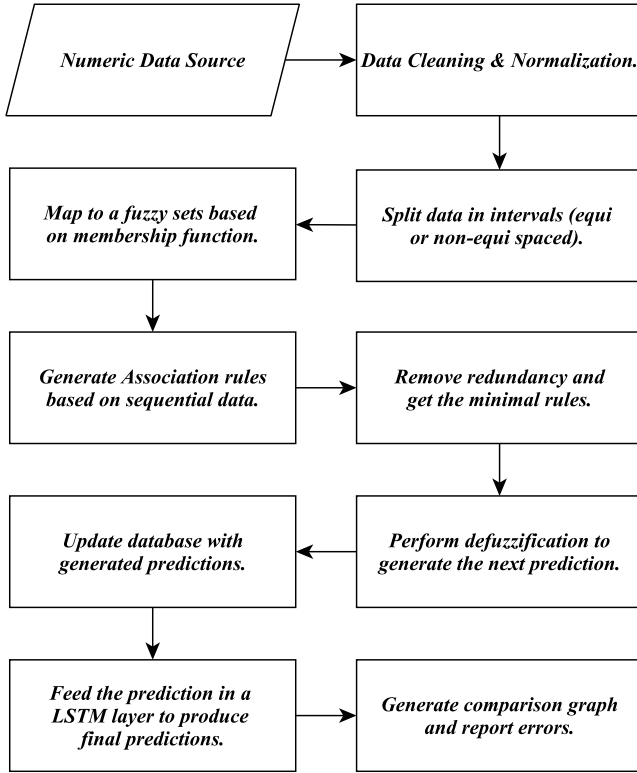 Numeric Data Source
Data Cleaning & Normalization.
Split data in intervals (equi
or non-equi spaced).
Map to a fuzzy sets based
on membership function.
Generate Association rules
based on sequential data.
Remove redundancy and
get the minimal rules.
Perform defuzzification to
generate the next prediction.
Update database with
generated predictions.
Feed the prediction in a
LSTM layer to produce
final predictions.
Generate comparison graph
and report errors.